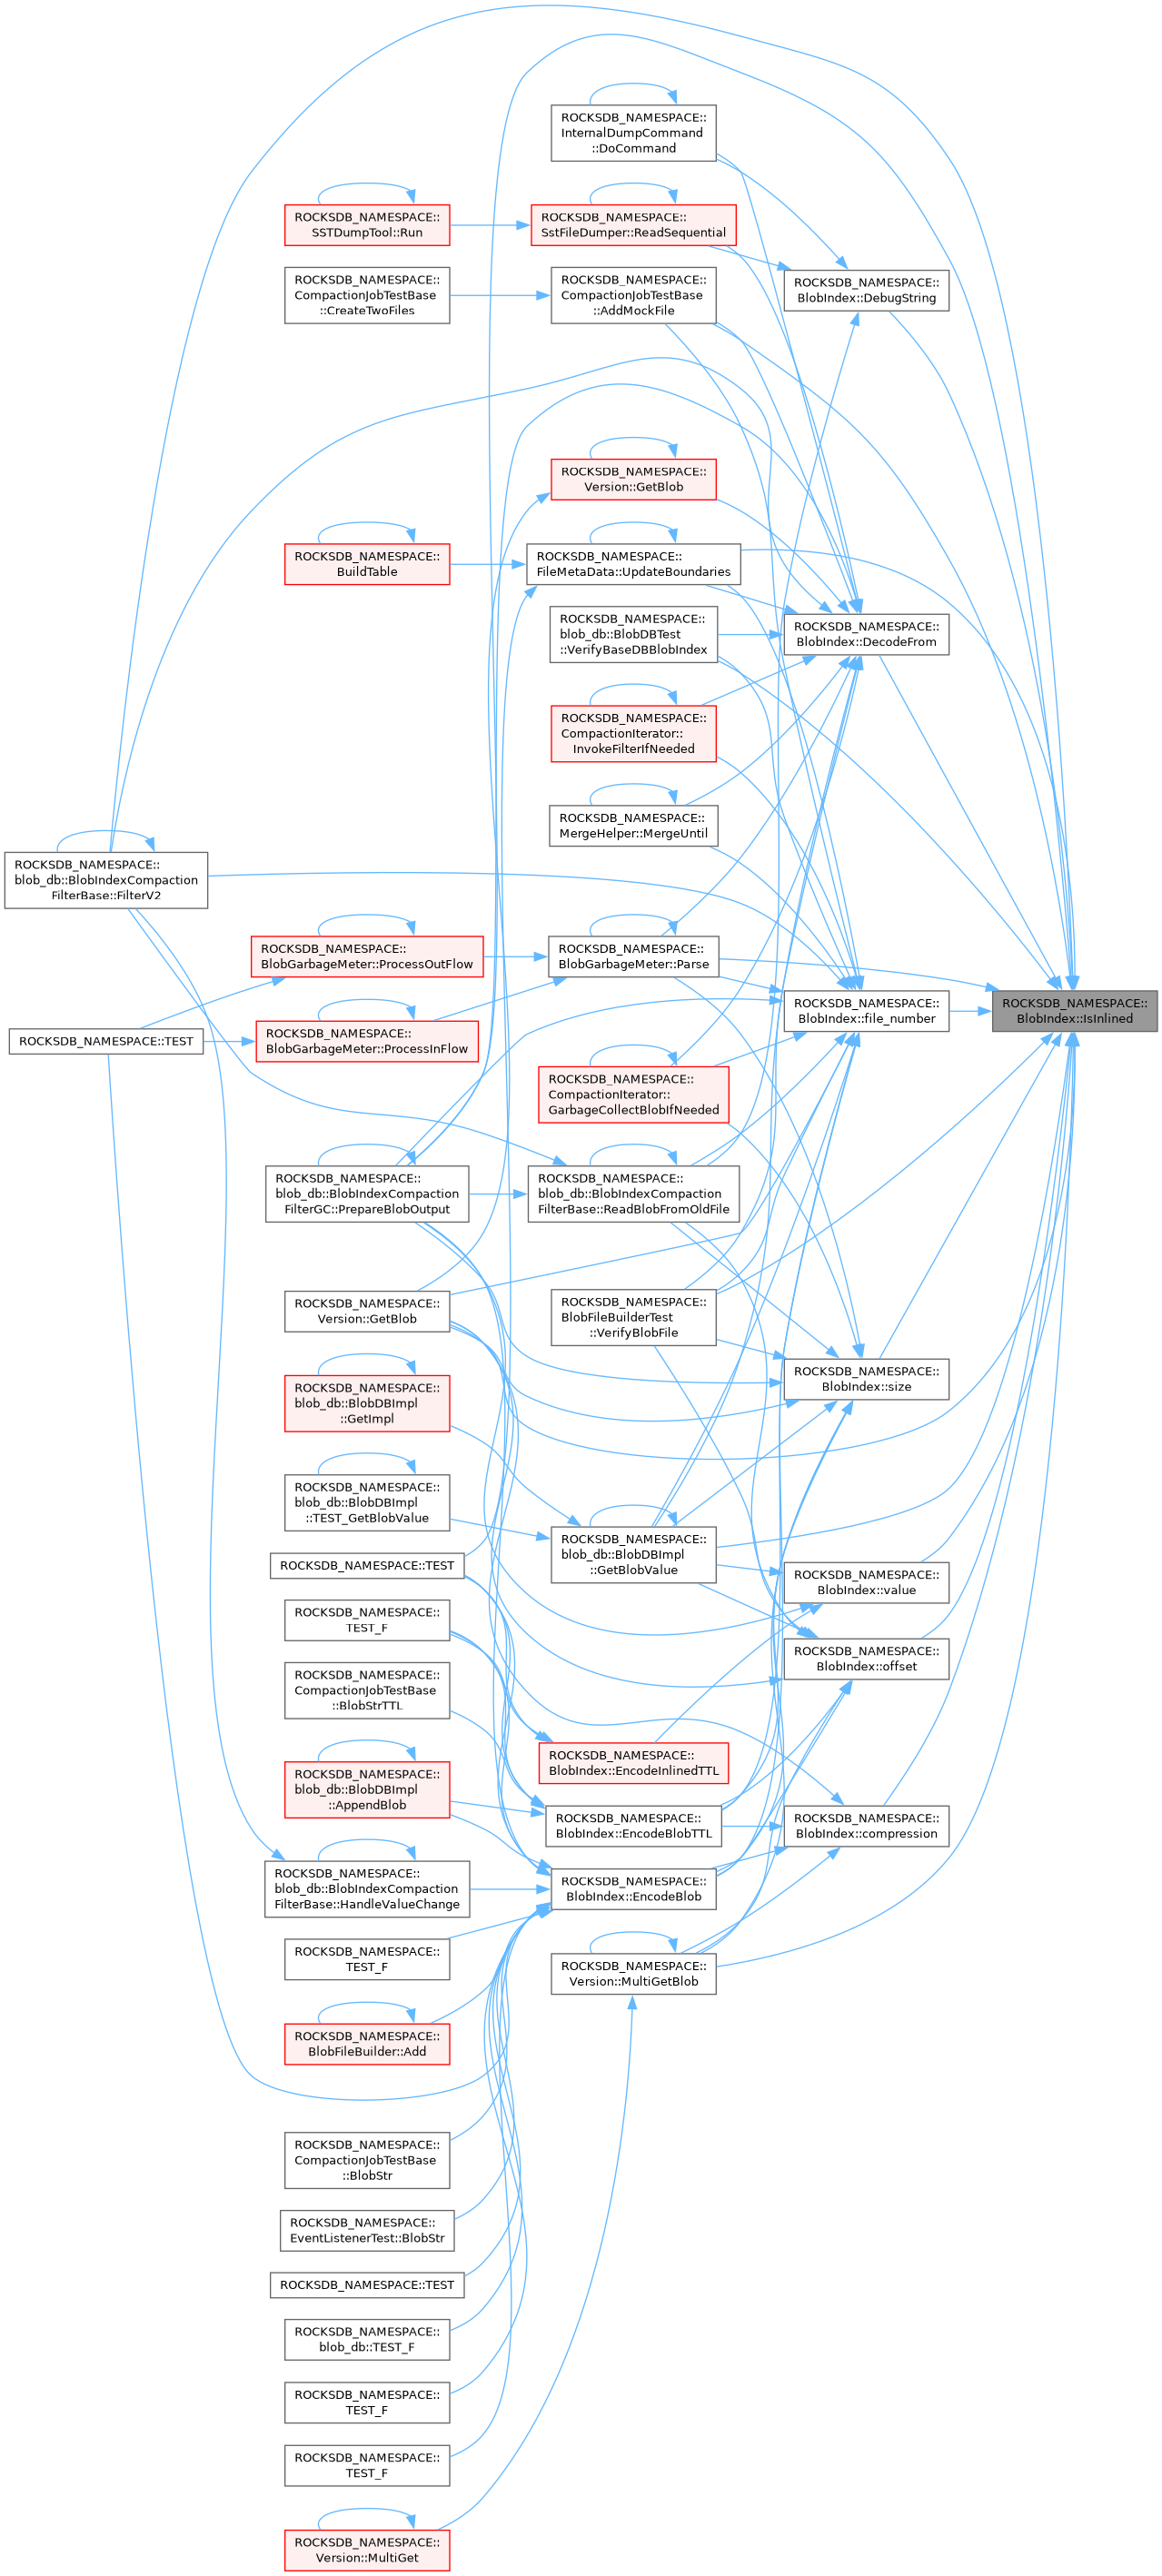 ROCKSDB_NAMESPACE::
InternalDumpCommand
::DoCommand
ROCKSDB_NAMESPACE::
SSTDumpTool::Run
ROCKSDB_NAMESPACE::
SstFileDumper::ReadSequential
ROCKSDB_NAMESPACE::
CompactionJobTestBase
::CreateTwoFiles
ROCKSDB_NAMESPACE::
CompactionJobTestBase
::AddMockFile
ROCKSDB_NAMESPACE::
BlobIndex::DebugString
ROCKSDB_NAMESPACE::
Version::GetBlob
ROCKSDB_NAMESPACE::
BuildTable
ROCKSDB_NAMESPACE::
FileMetaData::UpdateBoundaries
ROCKSDB_NAMESPACE::
blob_db::BlobDBTest
::VerifyBaseDBBlobIndex
ROCKSDB_NAMESPACE::
BlobIndex::DecodeFrom
ROCKSDB_NAMESPACE::
CompactionIterator::
InvokeFilterIfNeeded
ROCKSDB_NAMESPACE::
MergeHelper::MergeUntil
ROCKSDB_NAMESPACE::
blob_db::BlobIndexCompaction
FilterBase::FilterV2
ROCKSDB_NAMESPACE::
BlobGarbageMeter::ProcessOutFlow
ROCKSDB_NAMESPACE::
BlobGarbageMeter::Parse
ROCKSDB_NAMESPACE::
BlobIndex::file_number
ROCKSDB_NAMESPACE::
BlobIndex::IsInlined
ROCKSDB_NAMESPACE::TEST
ROCKSDB_NAMESPACE::
BlobGarbageMeter::ProcessInFlow
ROCKSDB_NAMESPACE::
CompactionIterator::
GarbageCollectBlobIfNeeded
ROCKSDB_NAMESPACE::
blob_db::BlobIndexCompaction
FilterGC::PrepareBlobOutput
ROCKSDB_NAMESPACE::
blob_db::BlobIndexCompaction
FilterBase::ReadBlobFromOldFile
ROCKSDB_NAMESPACE::
Version::GetBlob
ROCKSDB_NAMESPACE::
BlobFileBuilderTest
::VerifyBlobFile
ROCKSDB_NAMESPACE::
BlobIndex::size
ROCKSDB_NAMESPACE::
blob_db::BlobDBImpl
::GetImpl
ROCKSDB_NAMESPACE::
blob_db::BlobDBImpl
::TEST_GetBlobValue
ROCKSDB_NAMESPACE::
blob_db::BlobDBImpl
::GetBlobValue
ROCKSDB_NAMESPACE::TEST
ROCKSDB_NAMESPACE::
BlobIndex::value
ROCKSDB_NAMESPACE::
TEST_F
ROCKSDB_NAMESPACE::
BlobIndex::offset
ROCKSDB_NAMESPACE::
CompactionJobTestBase
::BlobStrTTL
ROCKSDB_NAMESPACE::
BlobIndex::EncodeInlinedTTL
ROCKSDB_NAMESPACE::
blob_db::BlobDBImpl
::AppendBlob
ROCKSDB_NAMESPACE::
BlobIndex::EncodeBlobTTL
ROCKSDB_NAMESPACE::
BlobIndex::compression
ROCKSDB_NAMESPACE::
blob_db::BlobIndexCompaction
FilterBase::HandleValueChange
ROCKSDB_NAMESPACE::
BlobIndex::EncodeBlob
ROCKSDB_NAMESPACE::
TEST_F
ROCKSDB_NAMESPACE::
Version::MultiGetBlob
ROCKSDB_NAMESPACE::
BlobFileBuilder::Add
ROCKSDB_NAMESPACE::
CompactionJobTestBase
::BlobStr
ROCKSDB_NAMESPACE::
EventListenerTest::BlobStr
ROCKSDB_NAMESPACE::TEST
ROCKSDB_NAMESPACE::
blob_db::TEST_F
ROCKSDB_NAMESPACE::
TEST_F
ROCKSDB_NAMESPACE::
TEST_F
ROCKSDB_NAMESPACE::
Version::MultiGet